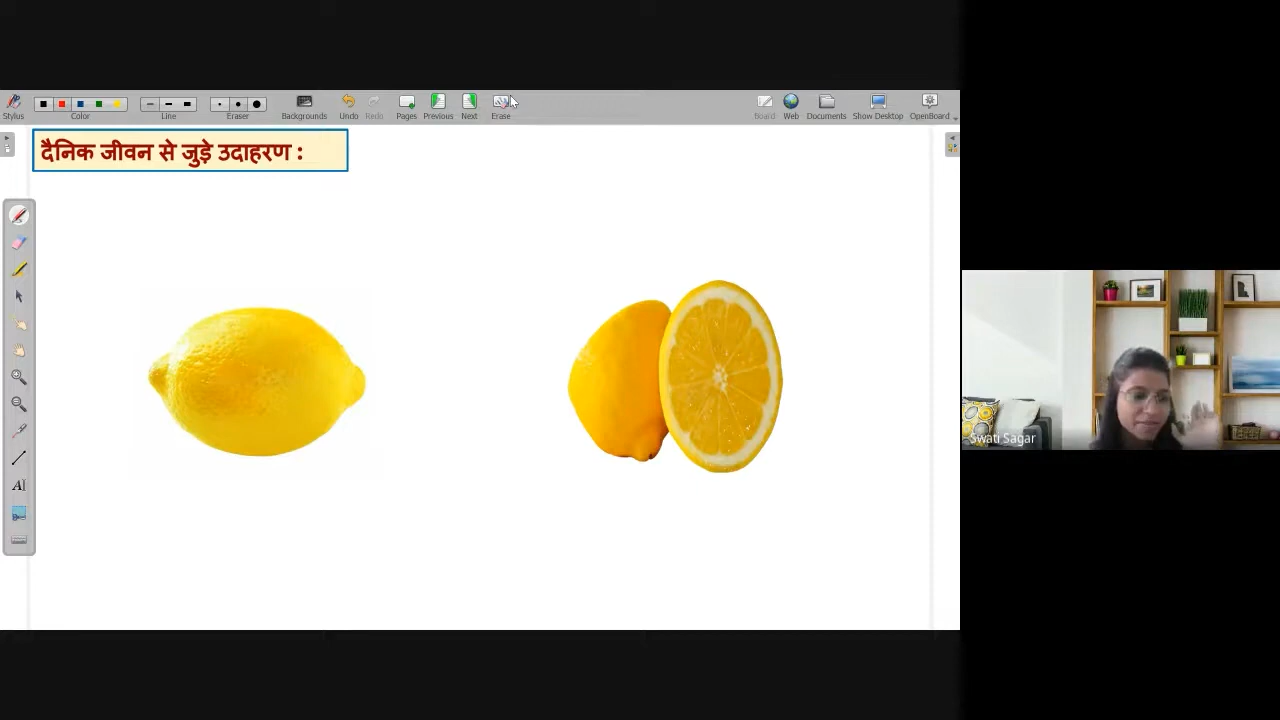 Stylus
Color
Line
Eraser
Backgrounds
Undo
Redo
Pages
Previous
Next
Erase
Board
Web
Documents
Show Desktop
OpenBoard
दैनिक जीवन से जुड़े उदाहरण :
Swati Sagar